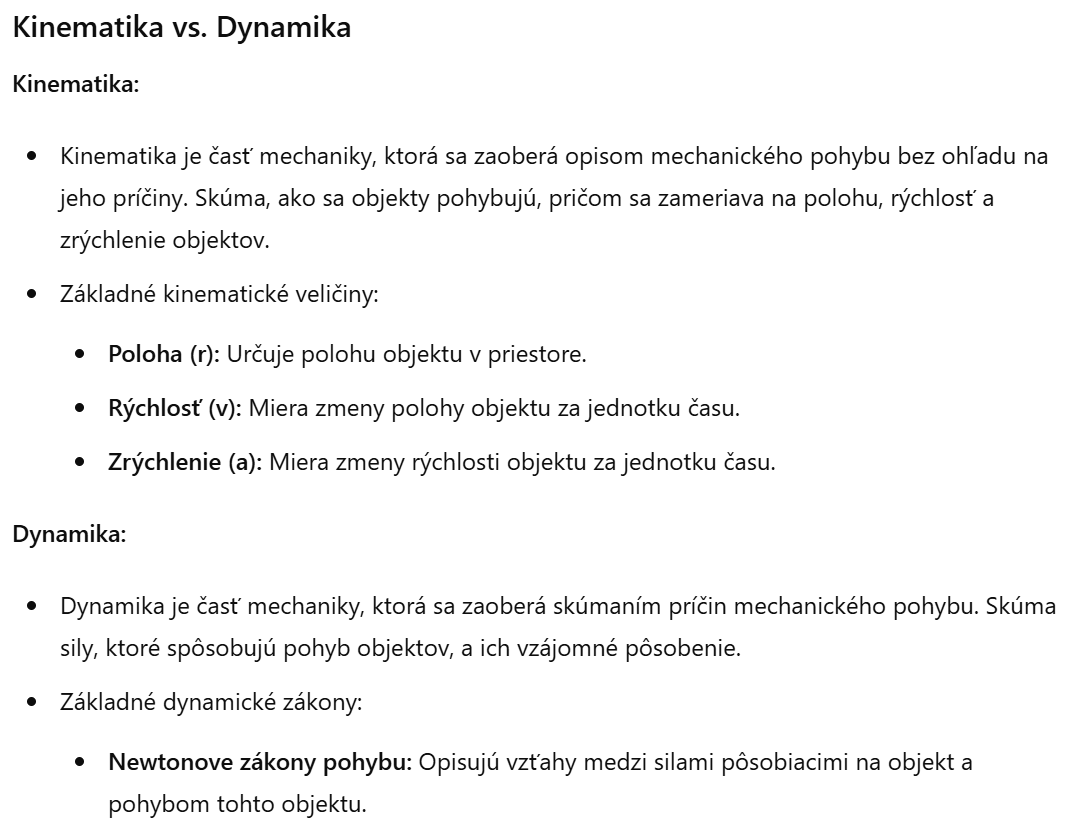 Kinematika vs. Dynamika
Kinematika:
Kinematika je časť mechaniky, ktorá sa zaoberá opisom mechanického pohybu bez ohľadu na
jeho príčiny. Skúma, ako sa objekty pohybujú, pričom sa zameriava na polohu, rýchlosť a
zrýchlenie objektov.
Základné kinematické veličiny:
Poloha (r): Určuje polohu objektu v priestore.
Rýchlosť (v): Miera zmeny polohy objektu za jednotku času.
Zrýchlenie (a): Miera zmeny rýchlosti objektu za jednotku času.
Dynamika:
Dynamika je časť mechaniky, ktorá sa zaoberá skúmaním príčin mechanického pohybu. Skúma
sily, ktoré spôsobujú pohyb objektov, a ich vzájomné pôsobenie.
Základné dynamické zákony:
Newtonove zákony pohybu: Opisujú vzťahy medzi silami pôsobiacimi na objekt a
pohybom tohto objektu.